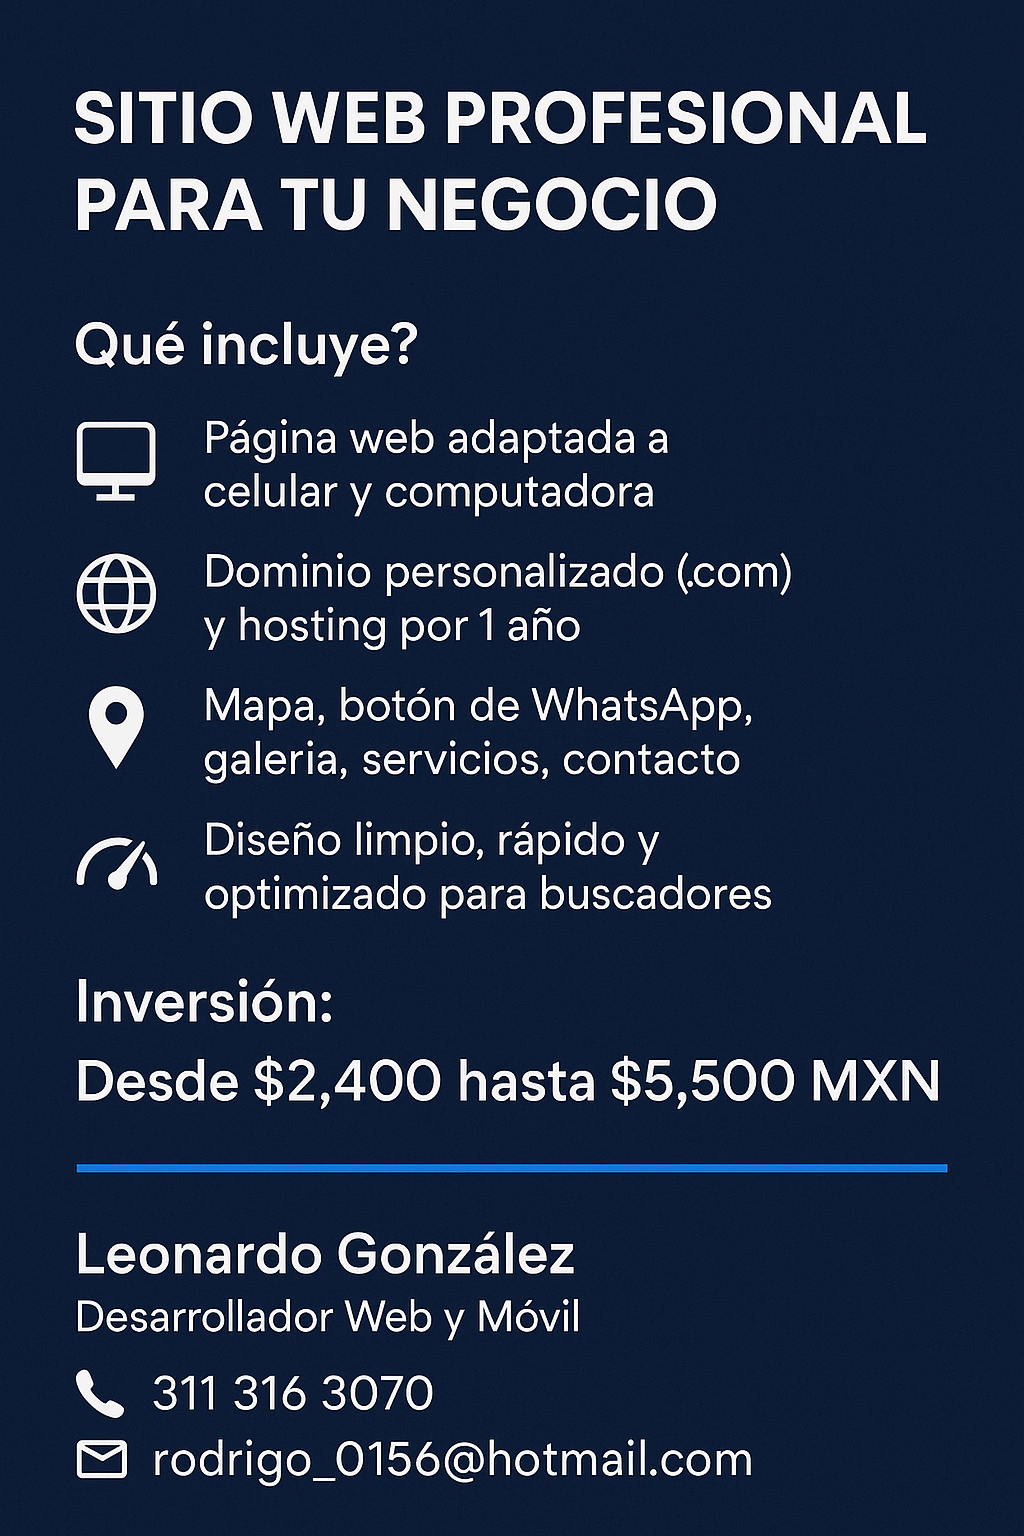 SITIO WEB PROFESIONAL
PARA TU NEGOCIO
Qué incluye?
Página web adaptada a
celular y computadora
Dominio personalizado (.com)
y hosting por 1 año
Mapa, botón de WhatsApp,
galeria, servicios, contacto
Diseño limpio, rápido y
optimizado para buscadores
Inversión:
Desde $2,400 hasta $5,500 MXN
Leonardo González
Desarrollador Web y Móvil
311 316 3070
rodrigo_0156@hotmail.com